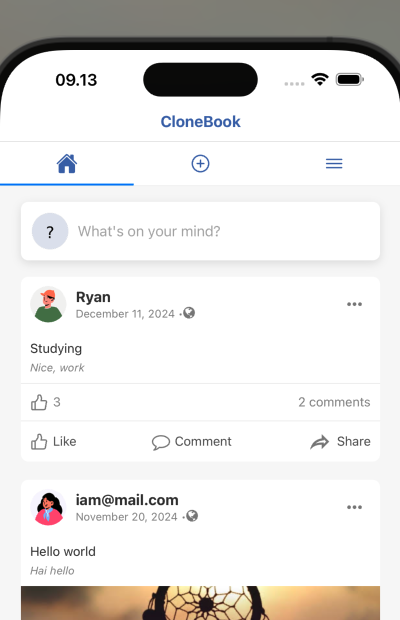 09.13
CloneBook
? What's on your mind?
Ryan
December 11, 2024 •
Studying
Nice, work
3 2 comments
Like Comment Share
iam@mail.com
November 20, 2024 •
Hello world
Hai hello